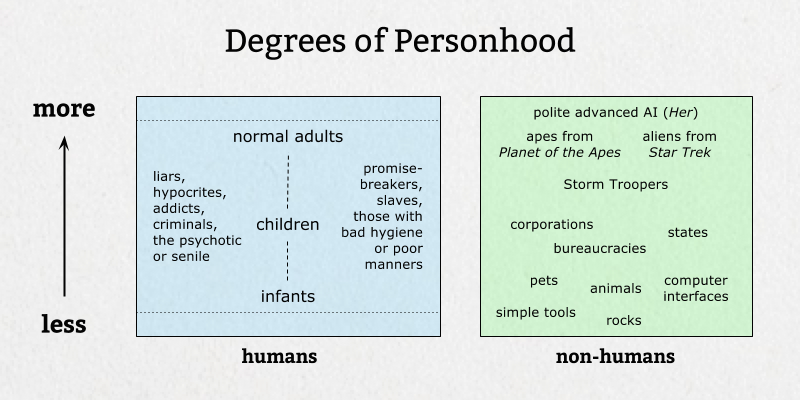 Degrees of Personhood
more
less
normal adults
liars,
hypocrites,
addicts,
criminals,
the psychotic
or senile
children
promise-
breakers,
slaves,
those with
bad hygiene
or poor
manners
infants
humans
polite advanced AI (Her)
apes from
Planet of the Apes
aliens from
Star Trek
Storm Troopers
corporations
states
bureaucracies
pets
animals
computer
interfaces
simple tools
rocks
non-humans